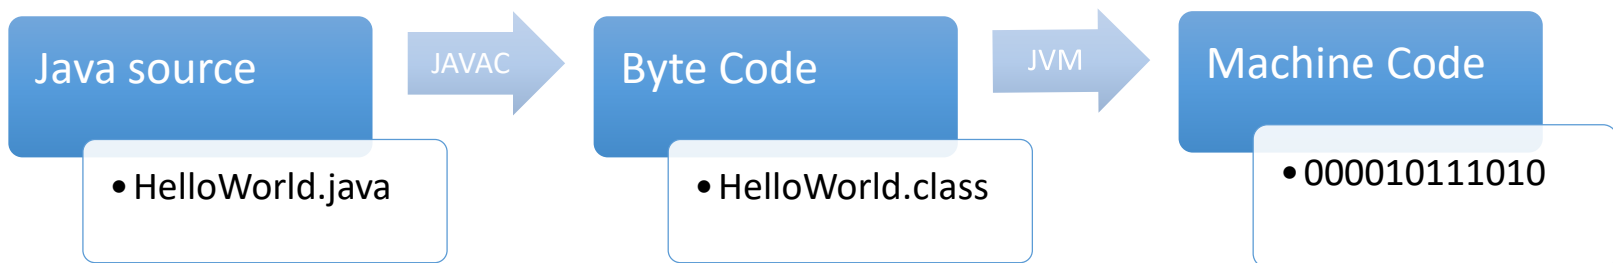 Java source
JAVAC
Byte Code
JVM
Machine Code
•HelloWorld.java
•HelloWorld.class
•000010111010